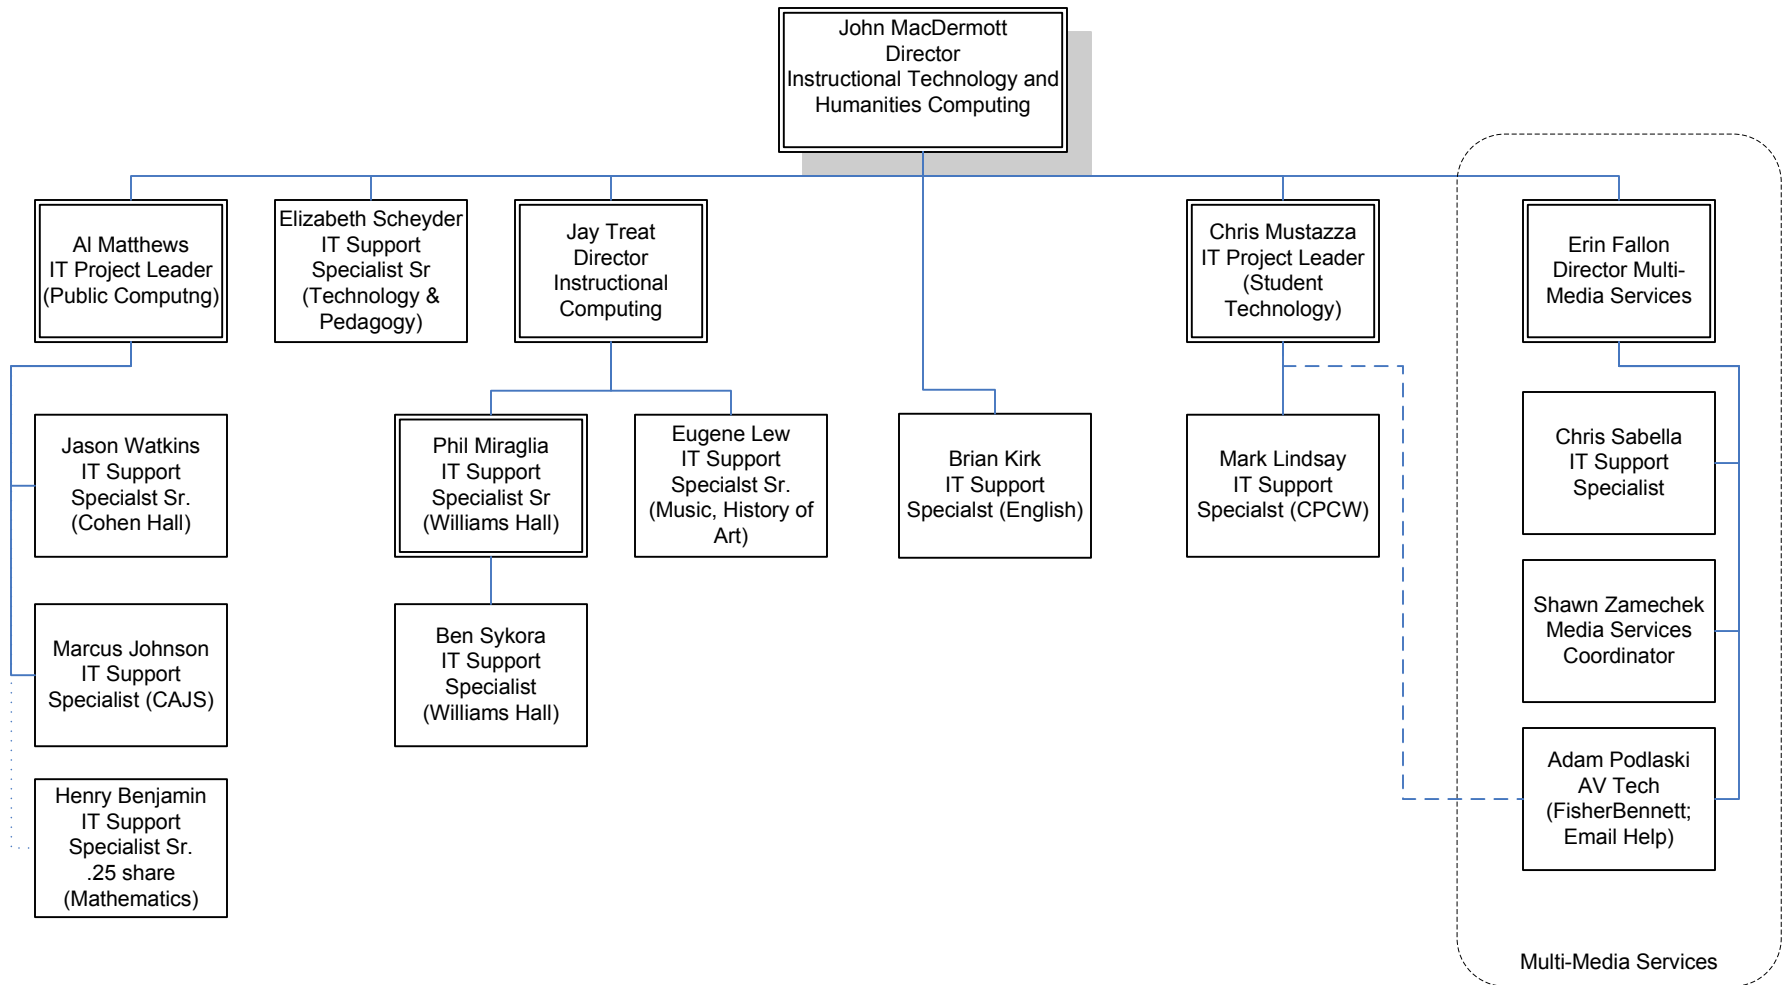 John MacDermott
Director
Instructional Technology and
Humanities Computing
Al Matthews
IT Project Leader
(Public Computng)
Elizabeth Scheyder
IT Support
Specialist Sr
(Technology &
Pedagogy)
Jay Treat
Director
Instructional
Computing
Chris Mustazza
IT Project Leader
(Student
Technology)
Erin Fallon
Director Multi-
Media Services
Jason Watkins
IT Support
Specialst Sr.
(Cohen Hall)
Phil Miraglia
IT Support
Specialist Sr
(Williams Hall)
Eugene Lew
IT Support
Specialst Sr.
(Music, History of
Art)
Brian Kirk
IT Support
Specialst (English)
Mark Lindsay
IT Support
Specialst (CPCW)
Chris Sabella
IT Support
Specialist
Marcus Johnson
IT Support
Specialist (CAJS)
Ben Sykora
IT Support
Specialist
(Williams Hall)
Shawn Zamechek
Media Services
Coordinator
Henry Benjamin
IT Support
Specialist Sr.
.25 share
(Mathematics)
Adam Podlaski
AV Tech
(FisherBennett;
Email Help)
Multi-Media Services